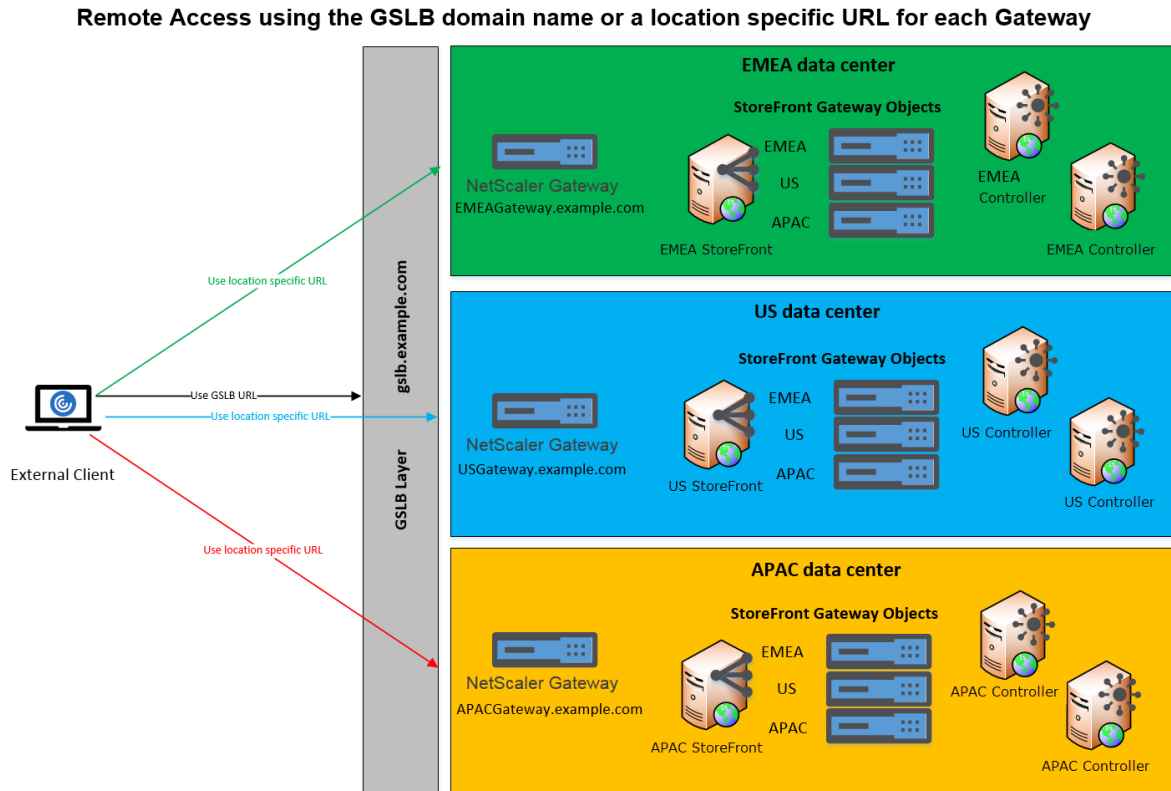 Remote Access using the GSLB domain name or a location specific URL for each Gateway
EMEA data center
StoreFront Gateway Objects
NetScaler Gateway
EMEAGateway.example.com
EMEA StoreFront
EMEA
US
APAC
EMEA
Controller
EMEA Controller
US data center
StoreFront Gateway Objects
NetScaler Gateway
USGateway.example.com
US StoreFront
EMEA
US
APAC
US Controller
US Controller
APAC data center
StoreFront Gateway Objects
NetScaler Gateway
APACGateway.example.com
APAC StoreFront
EMEA
US
APAC
APAC Controller
APAC Controller
gslb.example.com
GSLB Layer
Use location specific URL
Use GSLB URL
Use location specific URL
Use location specific URL
External Client